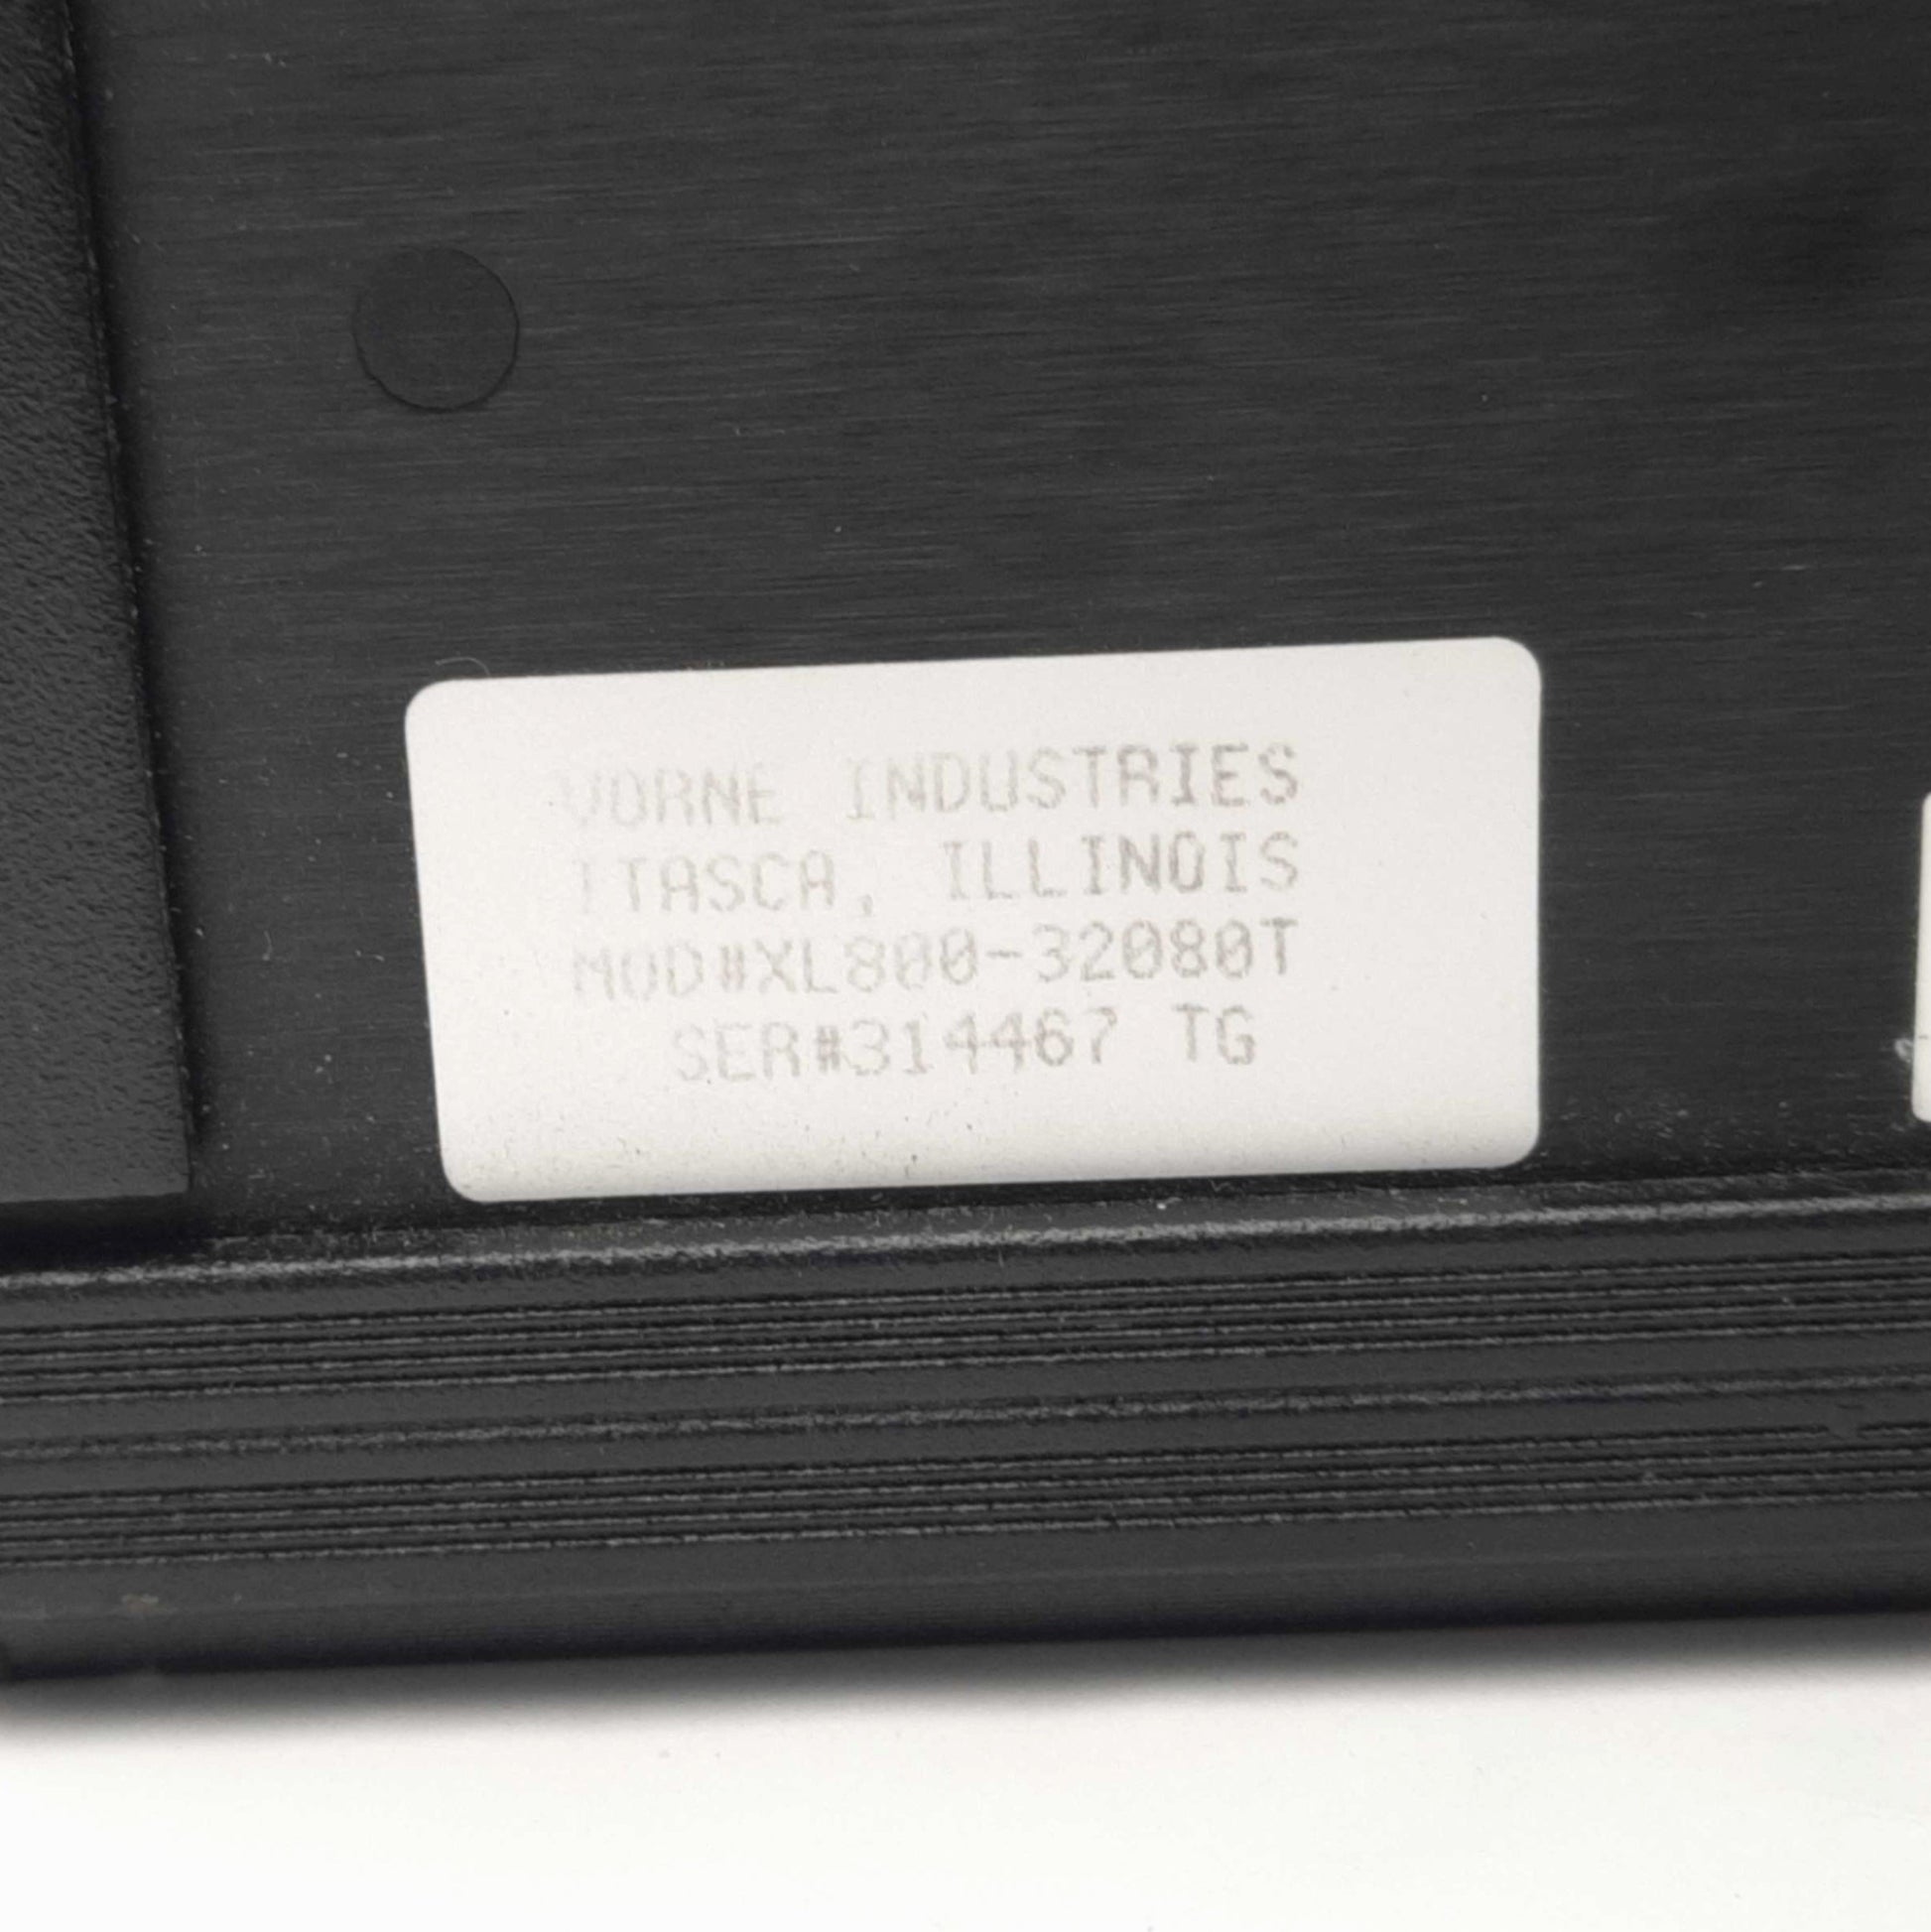 VORNE INDUSTRIES
ITASCA, ILLINOIS
MOD#XL800-32080T
SER#314467 TG